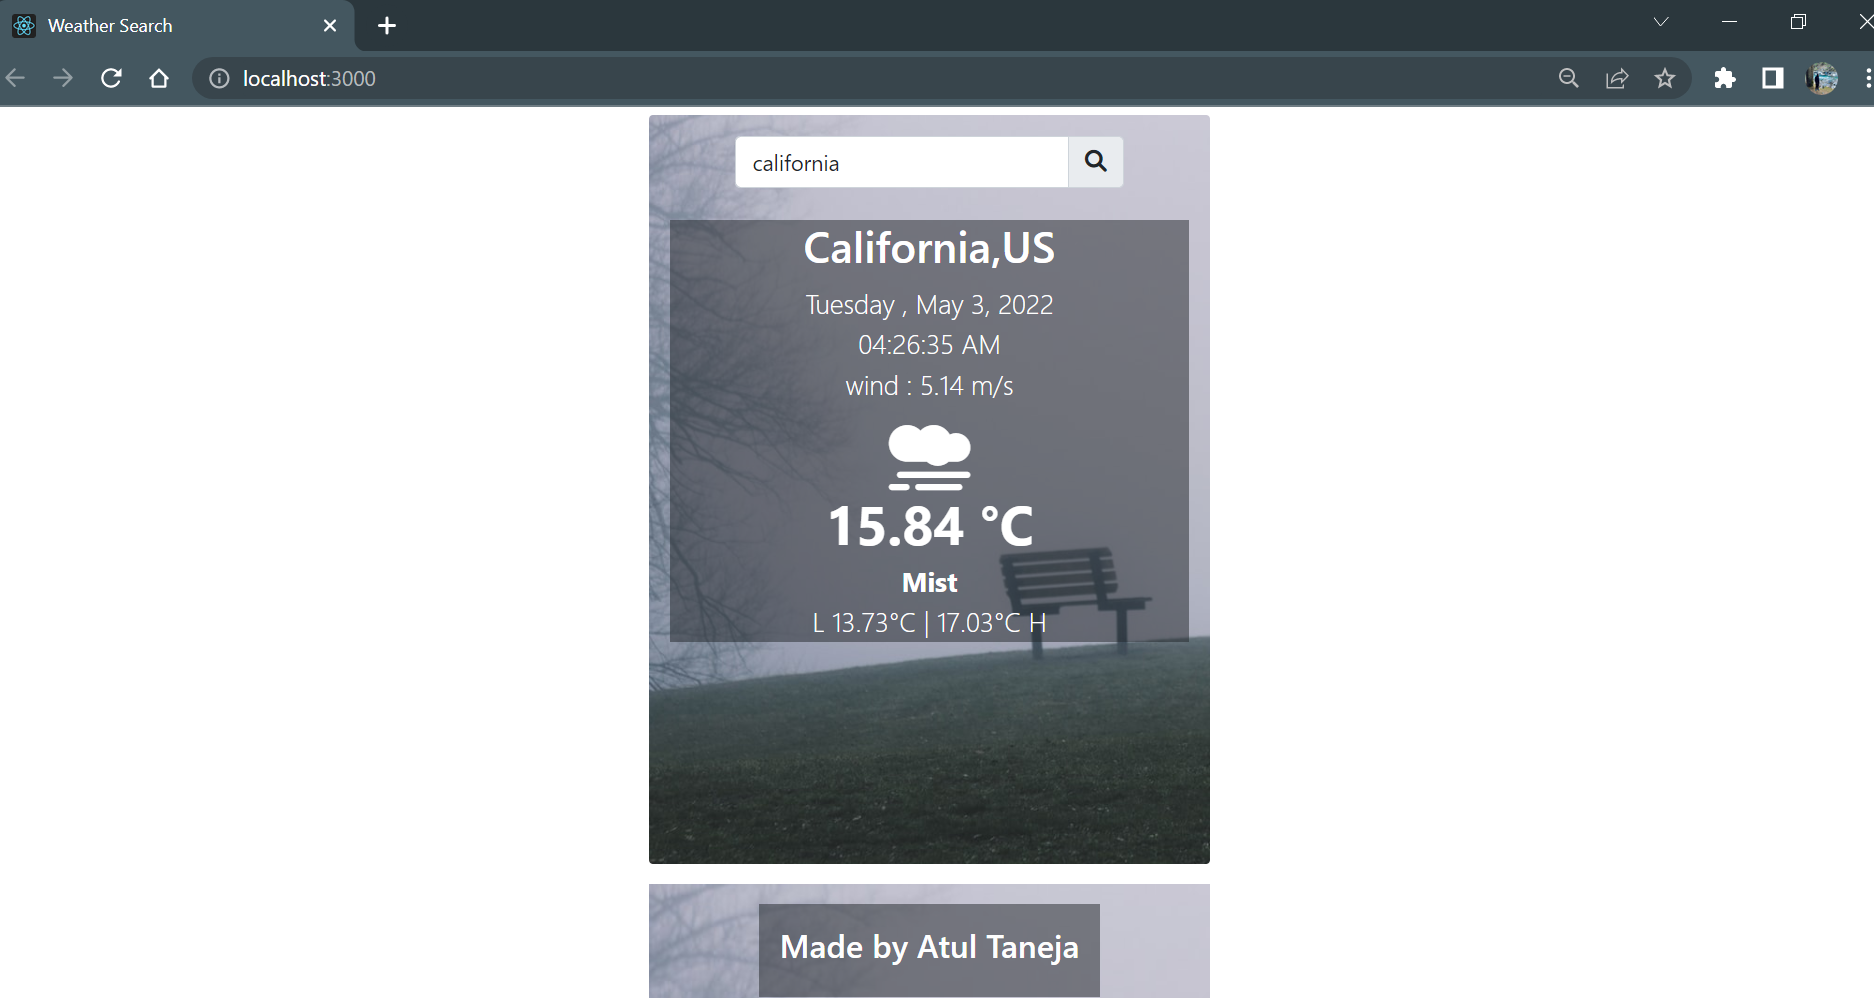 Weather Search
localhost:3000
california
California,US
Tuesday , May 3, 2022
04:26:35 AM
wind : 5.14 m/s
15.84 °C
Mist
L 13.73°C | 17.03°C H
Made by Atul Taneja